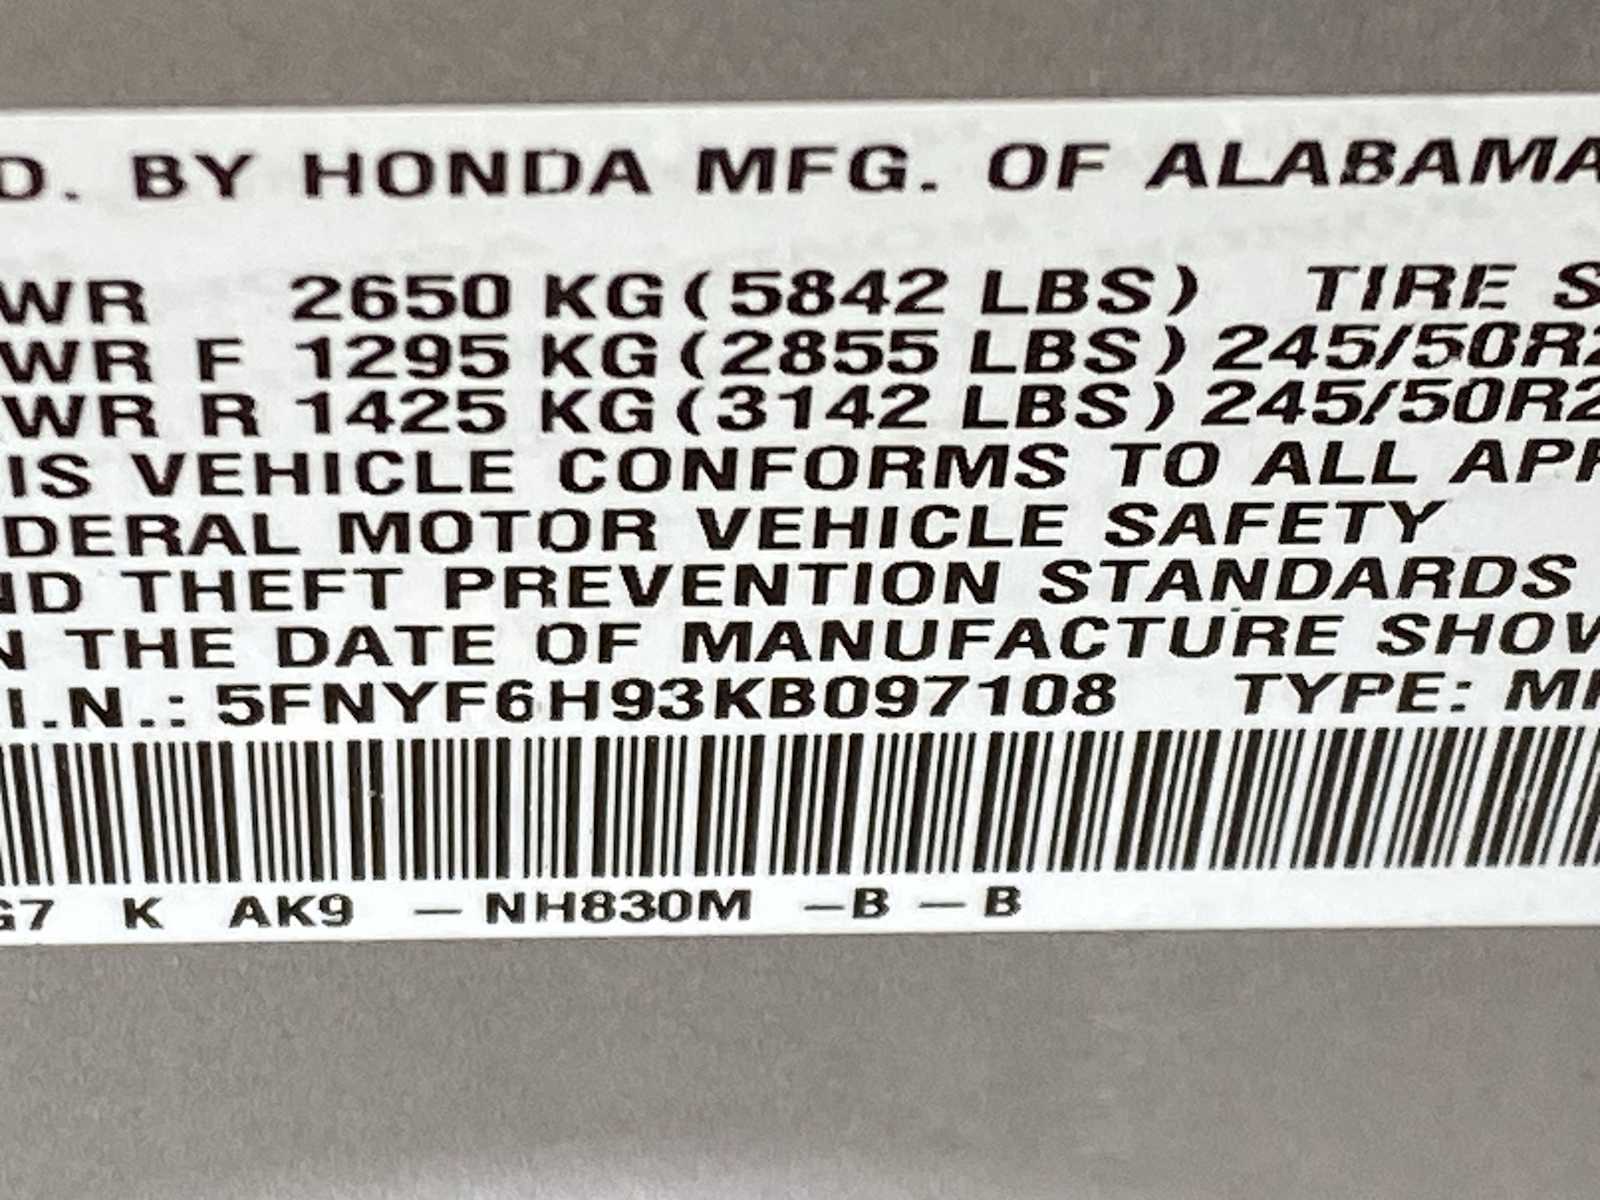 D. BY HONDA MFG. OF ALABAMA
WR 2650 KG (5842 LBS) TIRE S
WR F 1295 KG (2855 LBS) 245/50R2
WR R 1425 KG (3142 LBS) 245/50R2
IS VEHICLE CONFORMS TO ALL APP
DERAL MOTOR VEHICLE SAFETY
ND THEFT PREVENTION STANDARDS
N THE DATE OF MANUFACTURE SHOW
.I.N.: 5FNYF6H93KB097108 TYPE: M
G7 K AK9 – NH830M – B – B